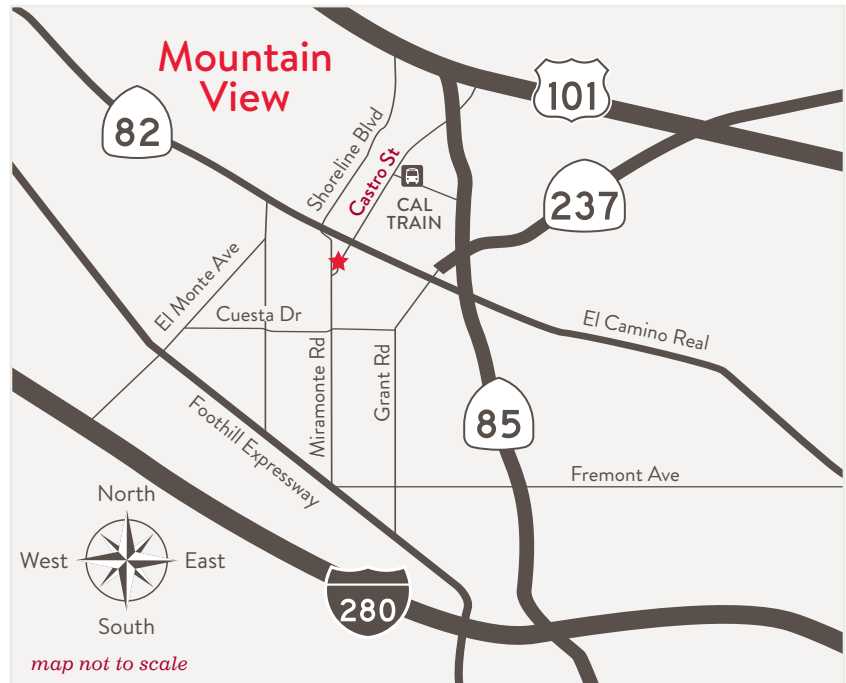 Mountain
View
101
82
Shoreline Blvd
Castro St
CAL
TRAIN
237
El Monte Ave
Cuesta Dr
El Camino Real
Miramonte Rd
Grant Rd
Foothill Expressway
85
Fremont Ave
North
West
East
South
280
map not to scale